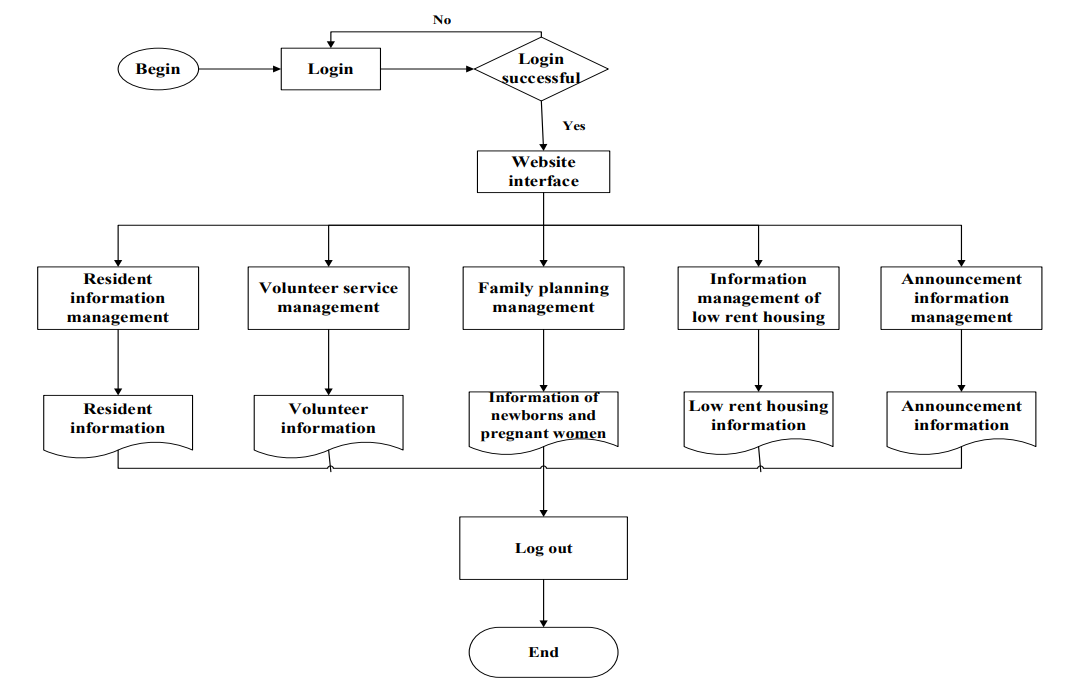 No
Begin
Login
Login
successful
Yes
Website
interface
Resident
information
management
Volunteer service
management
Family planning
management
Information
management of
low rent housing
Announcement
information
management
Resident
information
Volunteer
information
Information of
newborns and
pregnant women
Low rent housing
information
Announcement
information
Log out
End